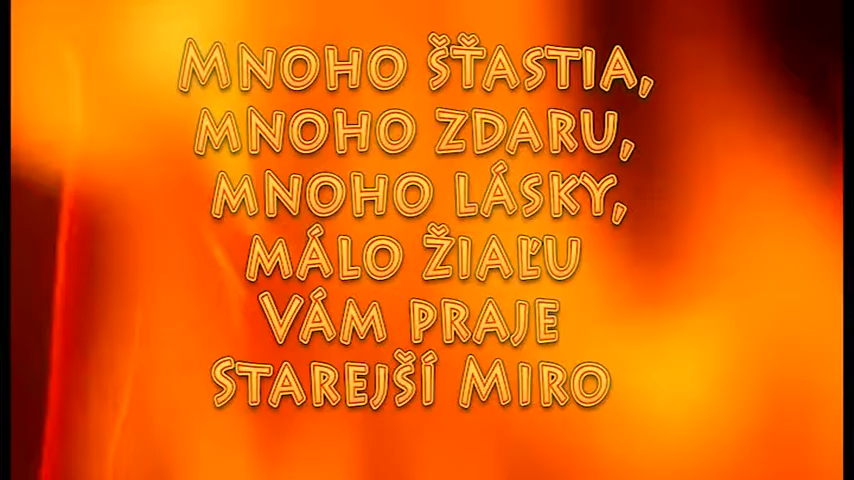 Mnoho šťastia,
mnoho zdaru,
mnoho lásky,
málo žiaľu
Vám praje
Starejší Miro